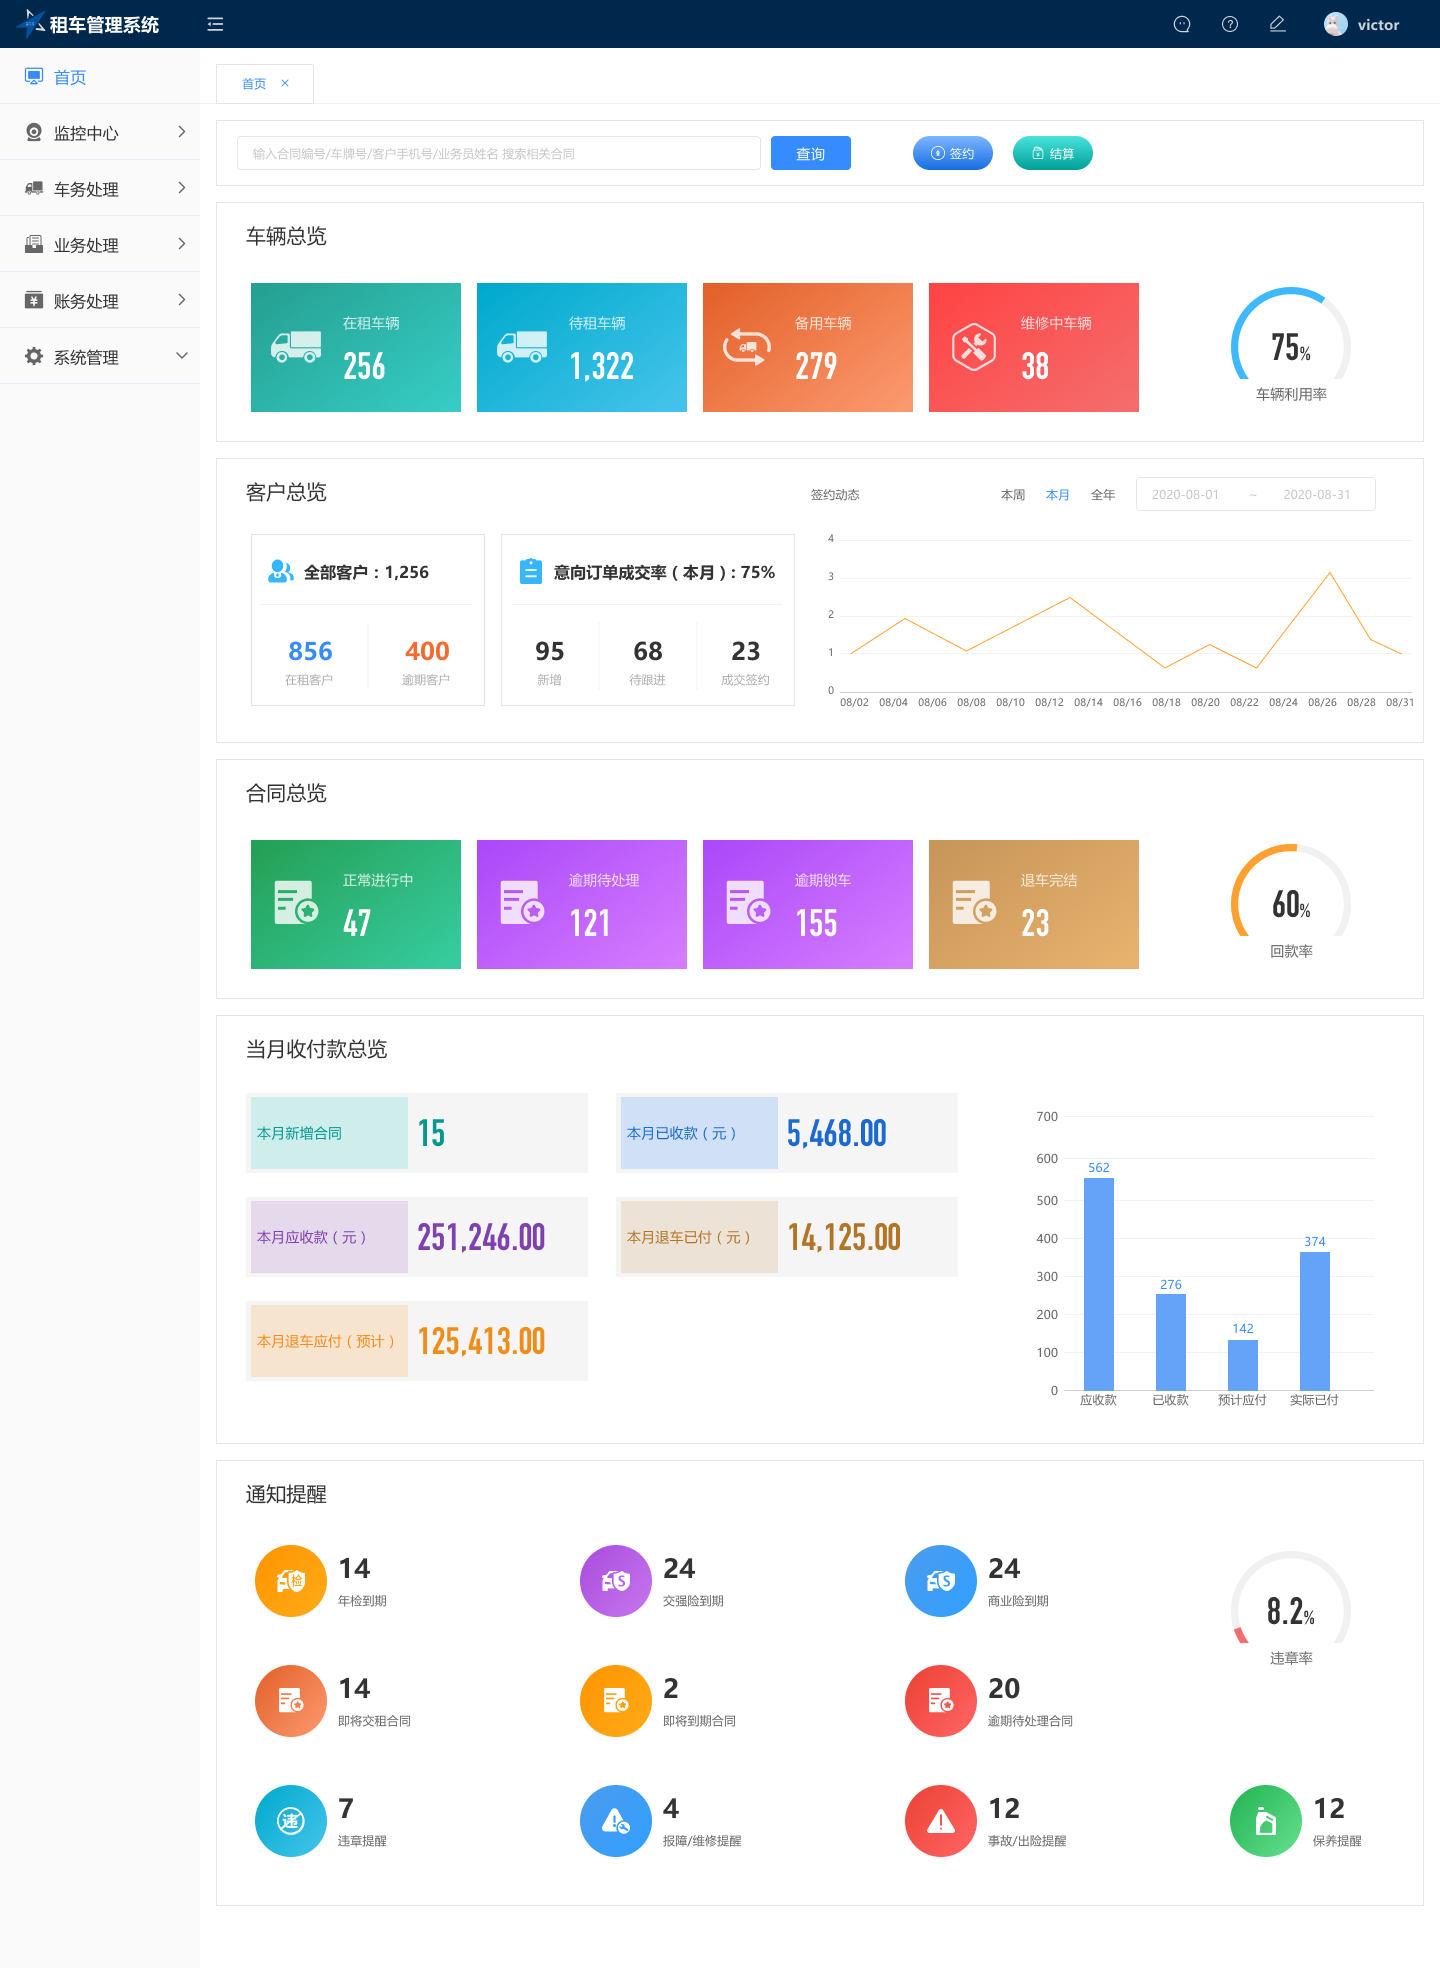 租车管理系统
victor
首页
监控中心
车务处理
业务处理
账务处理
系统管理
首页 ×
输入合同编号/车牌号/客户手机号/业务员姓名 搜索相关合同
查询
签约
结算
车辆总览
在租车辆
256
待租车辆
1,322
备用车辆
279
维修中车辆
38
75%
车辆利用率
客户总览
全部客户：1,256
856
在租客户
400
逾期客户
意向订单成交率（本月）: 75%
95
新增
68
待跟进
23
成交签约
签约动态
本周 本月 全年 2020-08-01 ~ 2020-08-31
4
3
2
1
0
08/02 08/04 08/06 08/08 08/10 08/12 08/14 08/16 08/18 08/20 08/22 08/24 08/26 08/28 08/31
合同总览
正常进行中
47
逾期待处理
121
逾期锁车
155
退车完结
23
60%
回款率
当月收付款总览
本月新增合同 15
本月已收款（元） 5,468.00
本月应收款（元） 251,246.00
本月退车已付（元） 14,125.00
本月退车应付（预计） 125,413.00
700
600
500
400
300
200
100
0
562
276
142
374
应收款 已收款 预计应付 实际已付
通知提醒
检
14
年检到期
S
24
交强险到期
S
24
商业险到期
8.2%
违章率
14
即将交租合同
2
即将到期合同
20
逾期待处理合同
违
7
违章提醒
4
报障/维修提醒
12
事故/出险提醒
12
保养提醒